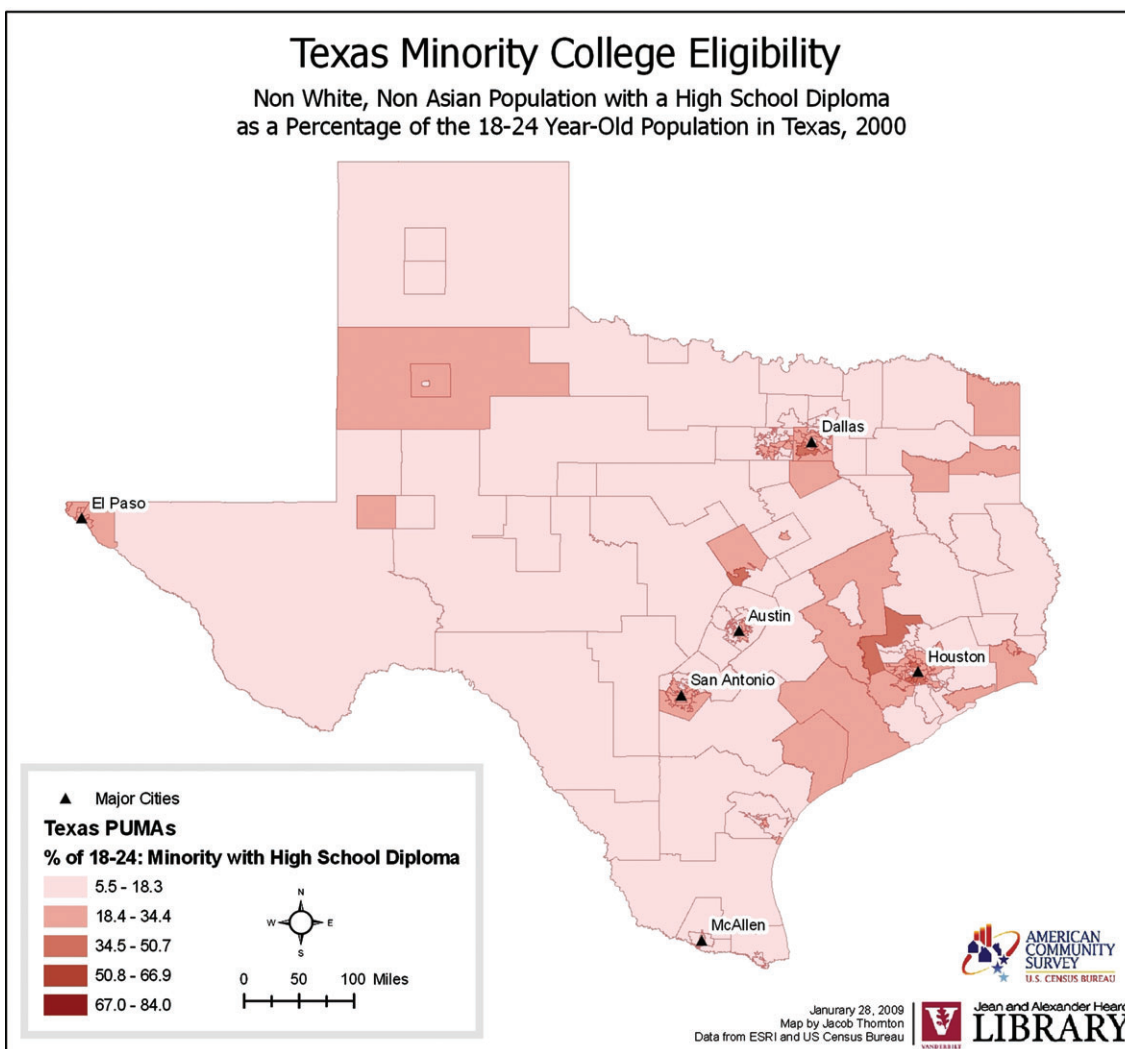 Texas Minority College Eligibility
Non White, Non Asian Population with a High School Diploma
as a Percentage of the 18-24 Year-Old Population in Texas, 2000
Dallas
El Paso
Austin
Houston
San Antonio
McAllen
Major Cities
Texas PUMAs
% of 18-24: Minority with High School Diploma
5.5 - 18.3
18.4 - 34.4
34.5 - 50.7
50.8 - 66.9
67.0 - 84.0
N
W E
S
0 50 100 Miles
AMERICAN
COMMUNITY
SURVEY
U.S. CENSUS BUREAU
Janurary 28, 2009
Map by Jacob Thornton
Data from ESRI and US Census Bureau
V
VANDERBILT
Jean and Alexander Heard
LIBRARY